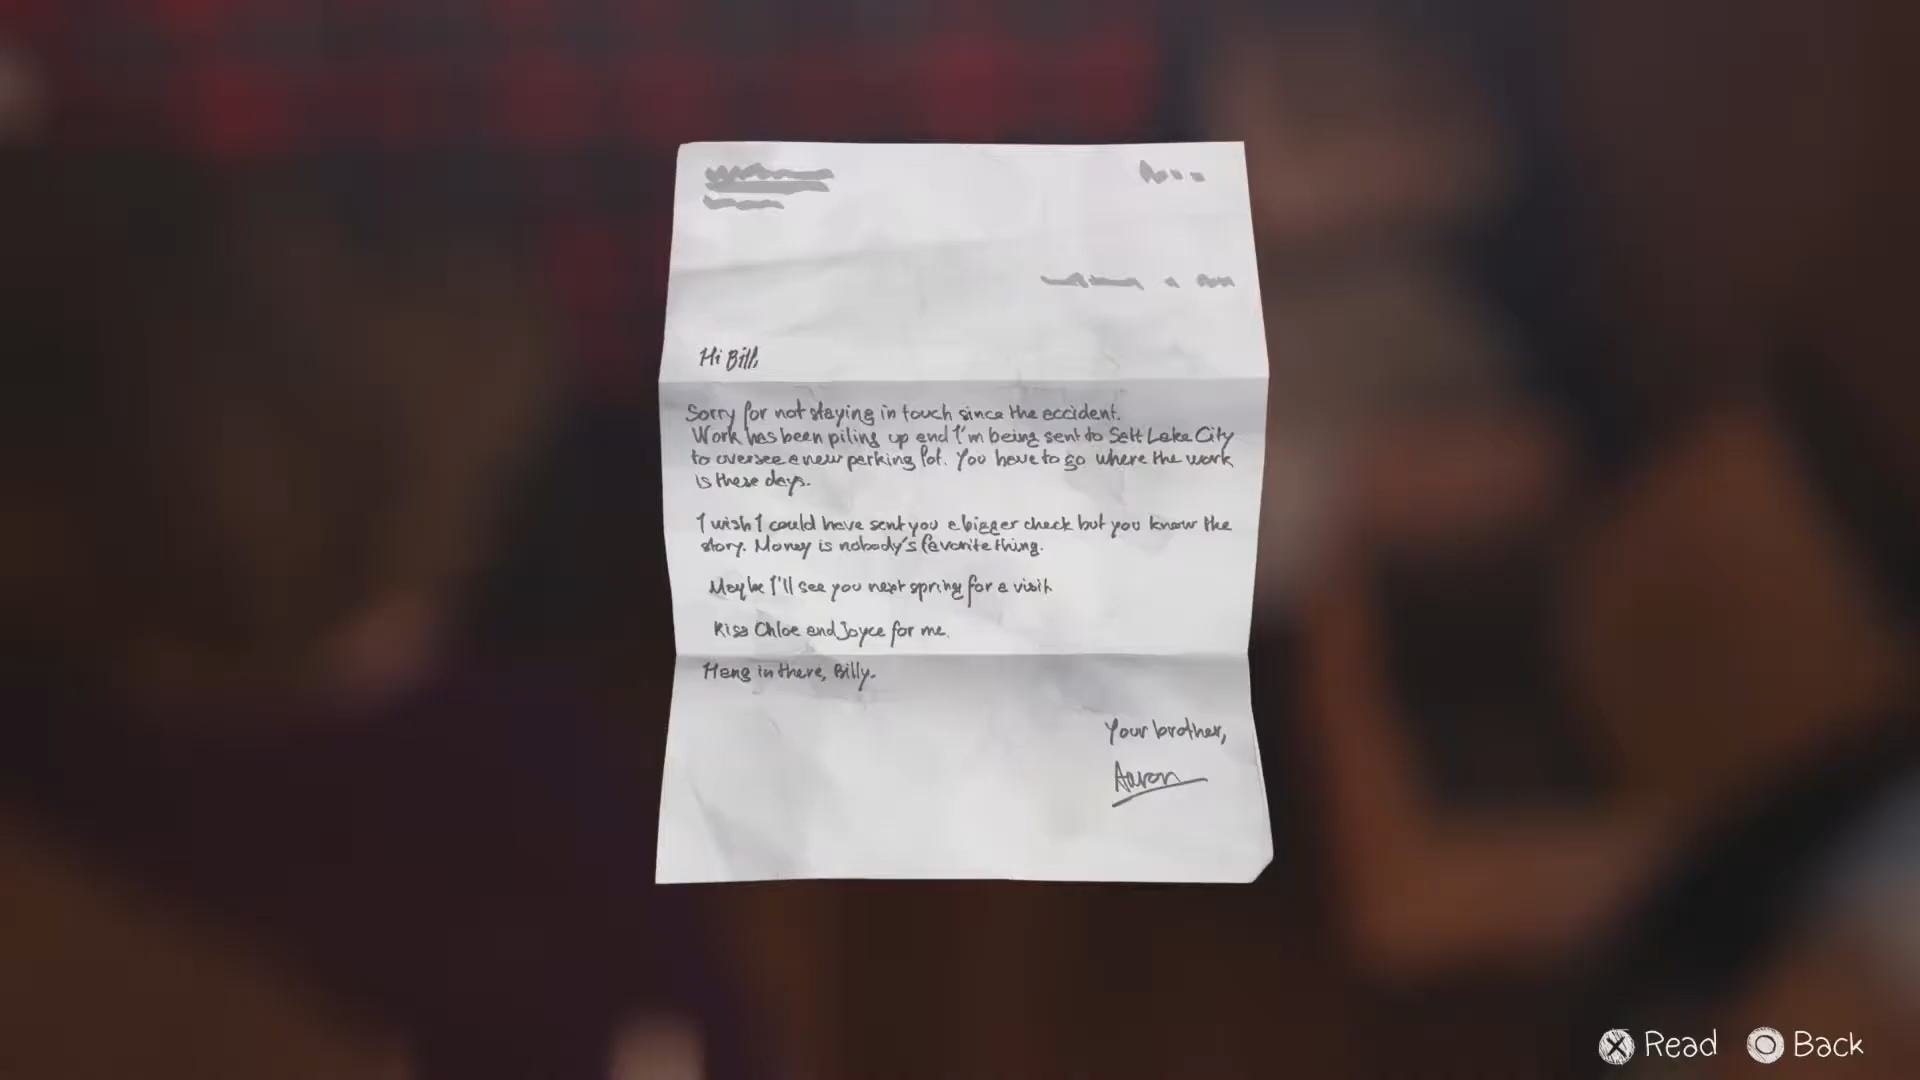 Hi Bill,
Sorry for not staying in touch since the accident.
Work has been piling up and I'm being sent to Salt Lake City
to oversee a new parking lot. You have to go where the work
is these days.
I wish I could have sent you a bigger check but you know the
story. Money is nobody's favorite thing.
Maybe I'll see you next spring for a visit.
Kiss Chloe and Joyce for me.
Hang in there, Billy.
Your brother,
Aaron
Read
Back